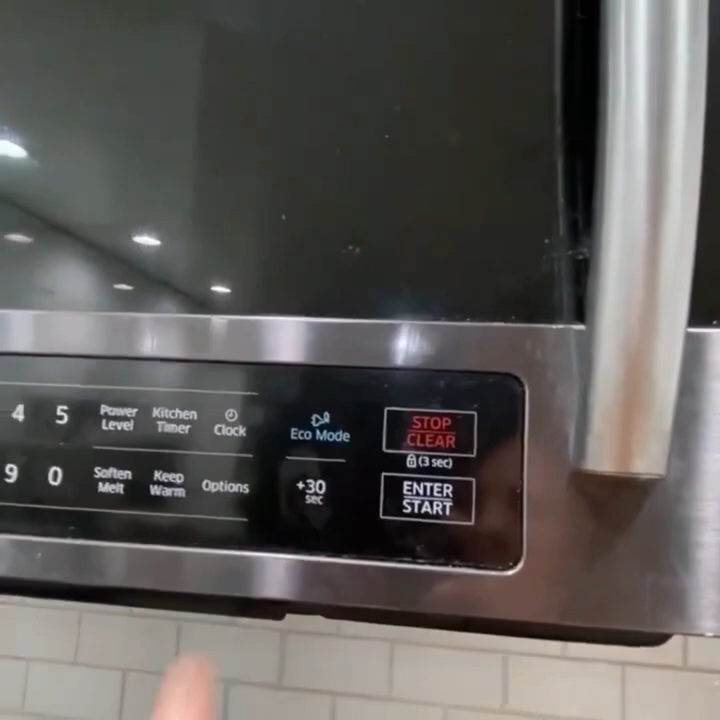 4 5 Power Level Kitchen Timer Clock
9 0 Soften Melt Keep Warm Options
Eco Mode
+30 sec
STOP
CLEAR
(3 sec)
ENTER
START